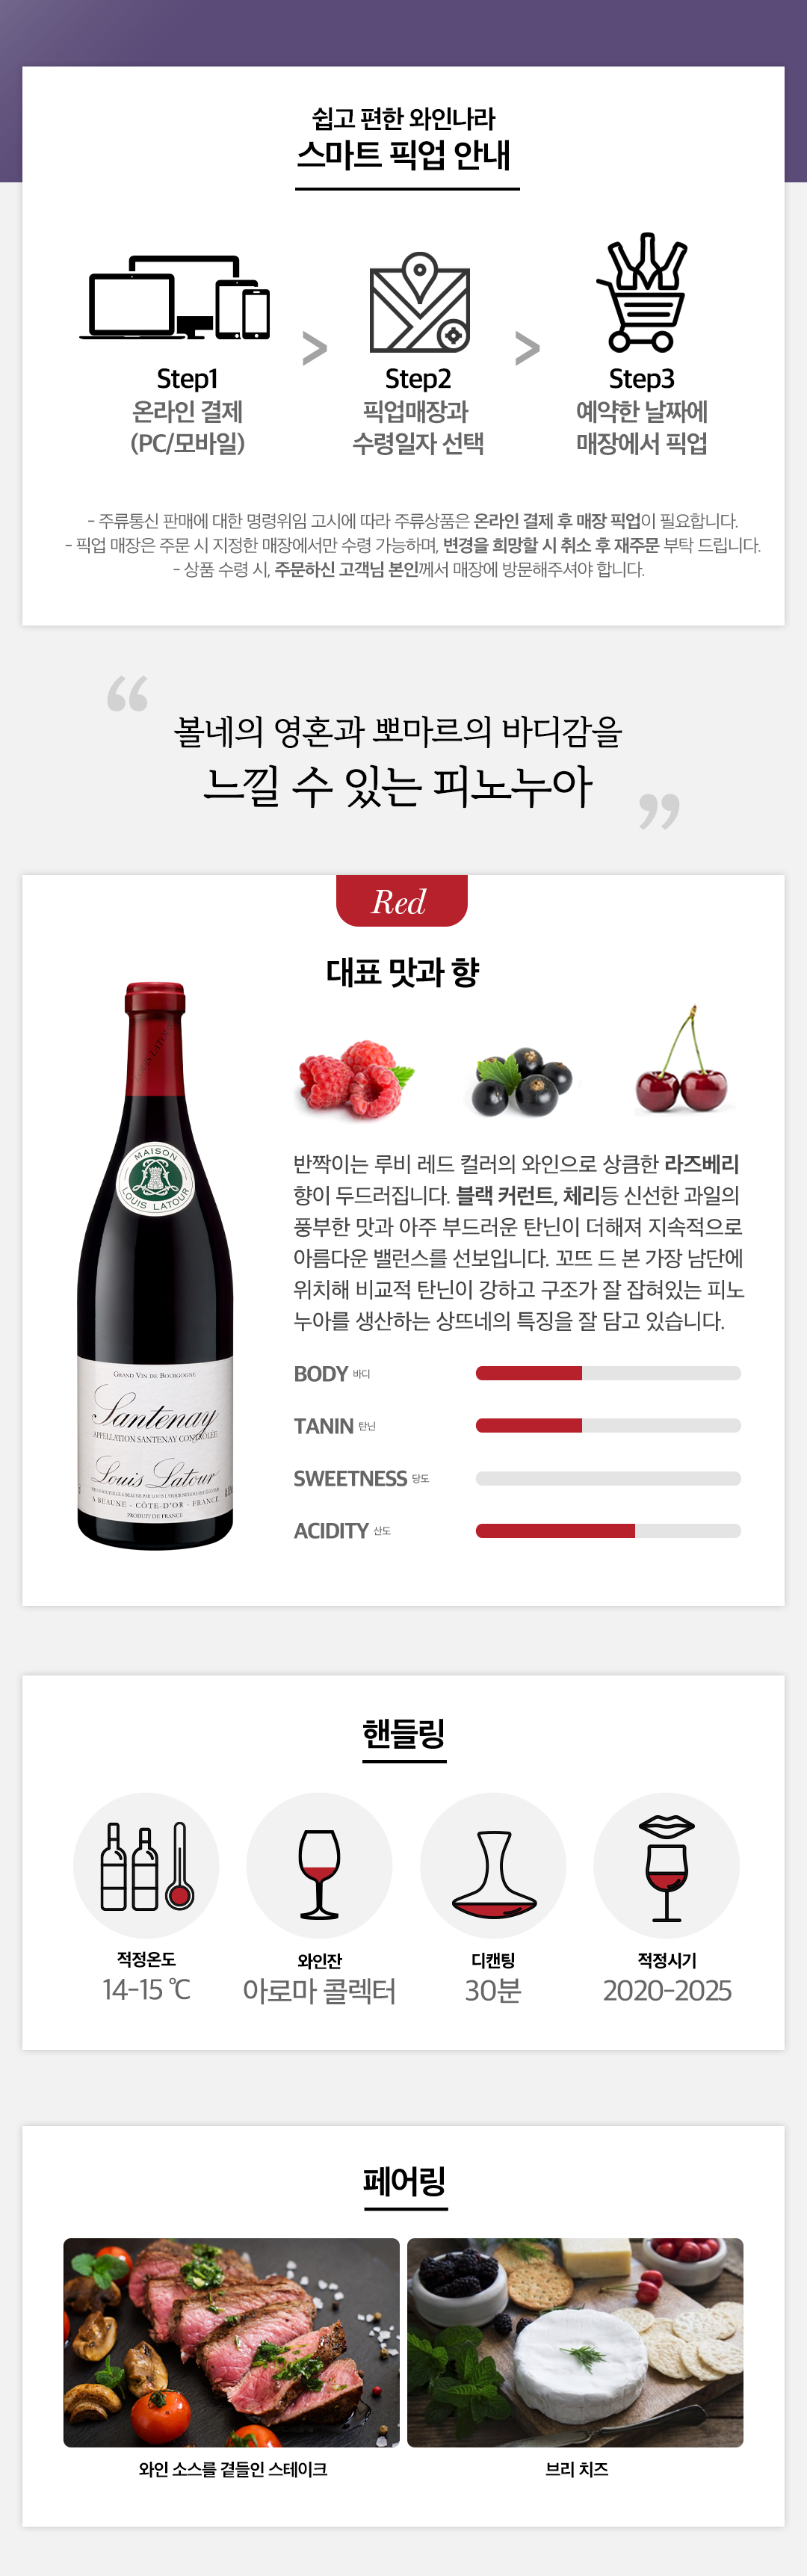 쉽고 편한 와인나라
스마트 픽업 안내
Step1
온라인 결제
(PC/모바일)
>
Step2
픽업매장과
수령일자 선택
>
Step3
예약한 날짜에
매장에서 픽업
- 주류통신 판매에 대한 명령위임 고시에 따라 주류상품은 온라인 결제 후 매장 픽업이 필요합니다.
- 픽업 매장은 주문 시 지정한 매장에서만 수령 가능하며, 변경을 희망할 시 취소 후 재주문 부탁 드립니다.
- 상품 수령 시, 주문하신 고객님 본인께서 매장에 방문해주셔야 합니다.
“
볼네의 영혼과 뽀마르의 바디감을
느낄 수 있는 피노누아
”
Red
대표 맛과 향
LOUIS LATOUR
MAISON
LOUIS LATOUR
GRAND VIN DE BOURGOGNE
Santenay
APPELLATION SANTENAY CONTRÔLÉE
Louis Latour
A BEAUNE - CÔTE-D'OR - FRANCE
PRODUIT DE FRANCE
반짝이는 루비 레드 컬러의 와인으로 상큼한 라즈베리
향이 두드러집니다. 블랙 커런트, 체리등 신선한 과일의
풍부한 맛과 아주 부드러운 탄닌이 더해져 지속적으로
아름다운 밸런스를 선보입니다. 꼬뜨 드 본 가장 남단에
위치해 비교적 탄닌이 강하고 구조가 잘 잡혀있는 피노
누아를 생산하는 상뜨네의 특징을 잘 담고 있습니다.
BODY 바디
TANIN 탄닌
SWEETNESS 당도
ACIDITY 산도
핸들링
적정온도
14-15 ℃
와인잔
아로마 콜렉터
디캔팅
30분
적정시기
2020-2025
페어링
와인 소스를 곁들인 스테이크
브리 치즈